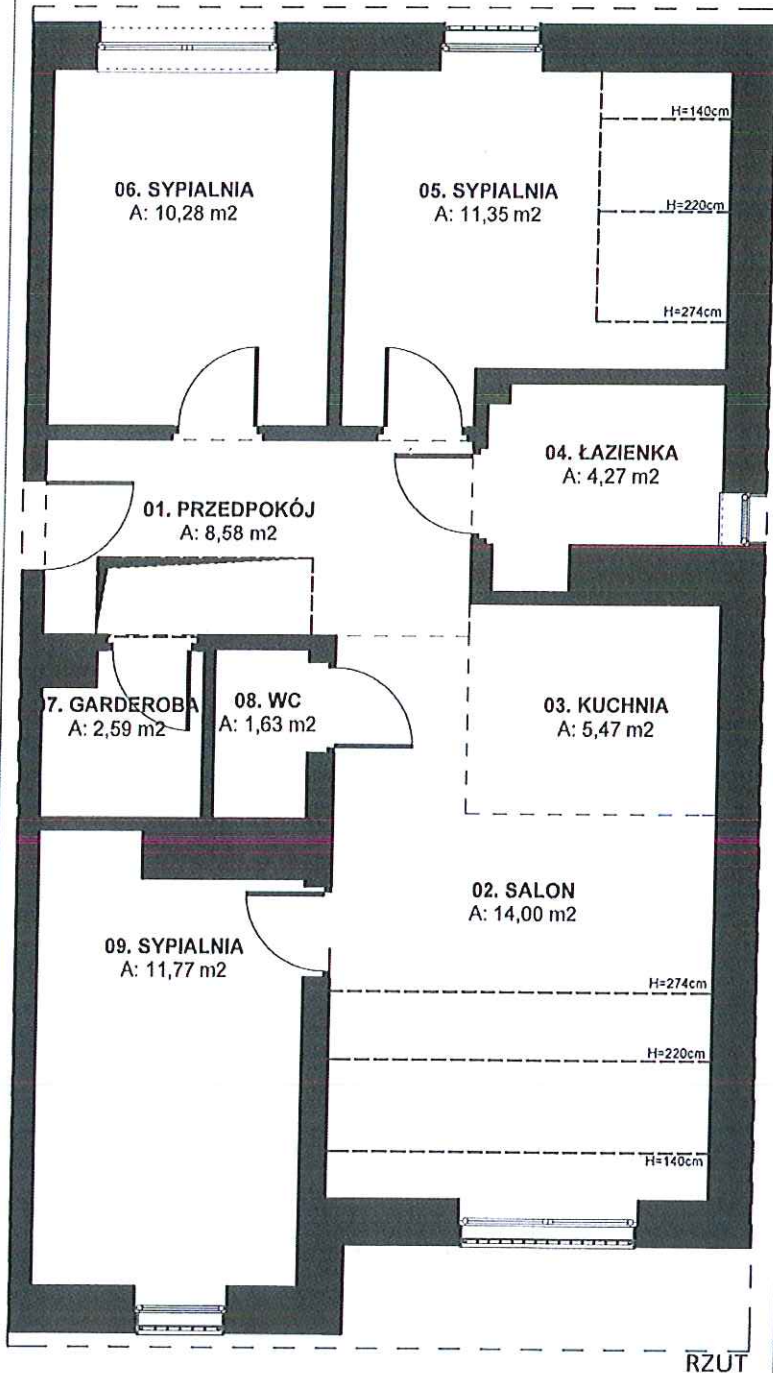 06. SYPIALNIA
A: 10,28 m2
05. SYPIALNIA
A: 11,35 m2
H=140cm
H=220cm
H=274cm
04. ŁAZIENKA
A: 4,27 m2
01. PRZEDPOKÓJ
A: 8,58 m2
07. GARDEROBA
A: 2,59 m2
08. WC
A: 1,63 m2
03. KUCHNIA
A: 5,47 m2
02. SALON
A: 14,00 m2
09. SYPIALNIA
A: 11,77 m2
H=274cm
H=220cm
H=140cm
RZUT